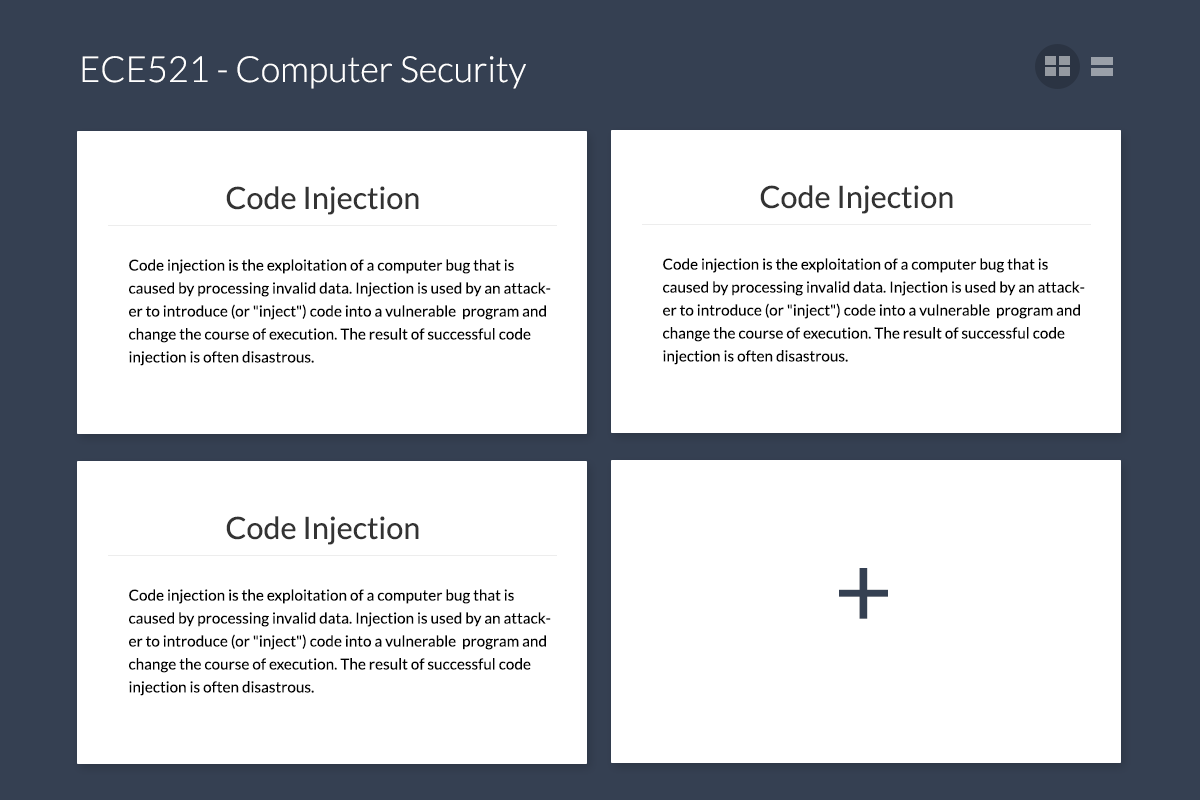 ECE521 - Computer Security
Code Injection
Code injection is the exploitation of a computer bug that is
caused by processing invalid data. Injection is used by an attack-
er to introduce (or "inject") code into a vulnerable  program and
change the course of execution. The result of successful code
injection is often disastrous.
Code Injection
Code injection is the exploitation of a computer bug that is
caused by processing invalid data. Injection is used by an attack-
er to introduce (or "inject") code into a vulnerable  program and
change the course of execution. The result of successful code
injection is often disastrous.
Code Injection
Code injection is the exploitation of a computer bug that is
caused by processing invalid data. Injection is used by an attack-
er to introduce (or "inject") code into a vulnerable  program and
change the course of execution. The result of successful code
injection is often disastrous.